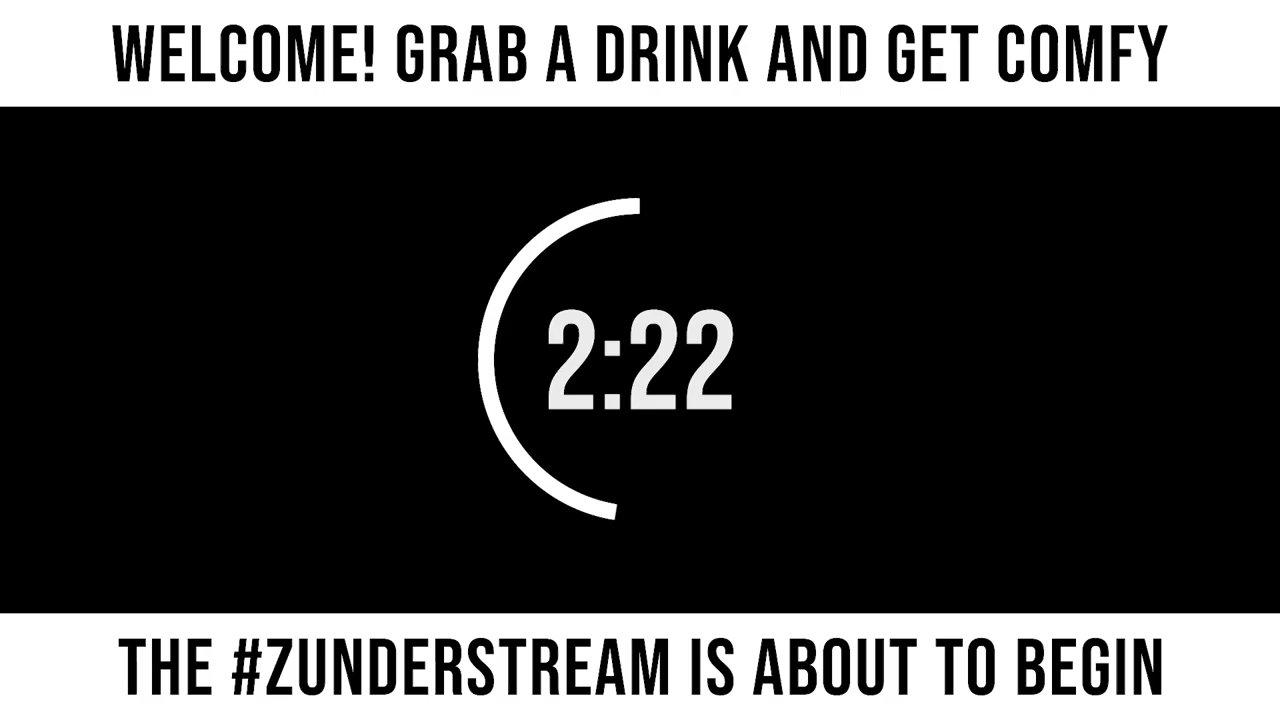 WELCOME! GRAB A DRINK AND GET COMFY
2:22
THE #ZUNDERSTREAM IS ABOUT TO BEGIN